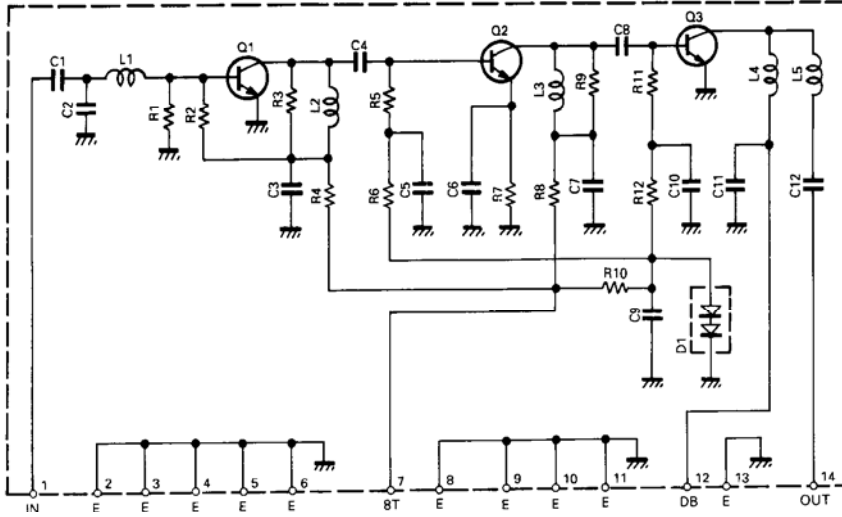 Q1 Q2 Q3
C1 L1 C4 C8
C2 R1 R2 R3 L2 R5 L3 R9 R11 L4 L5
C3 R4 R6 C5 C6 R7 R8 C7 R12 C10 C11 C12
R10
C9 D1
1 2 3 4 5 6 7 8 9 10 11 12 13 14
IN E E E E E 8T E E E E DB E OUT